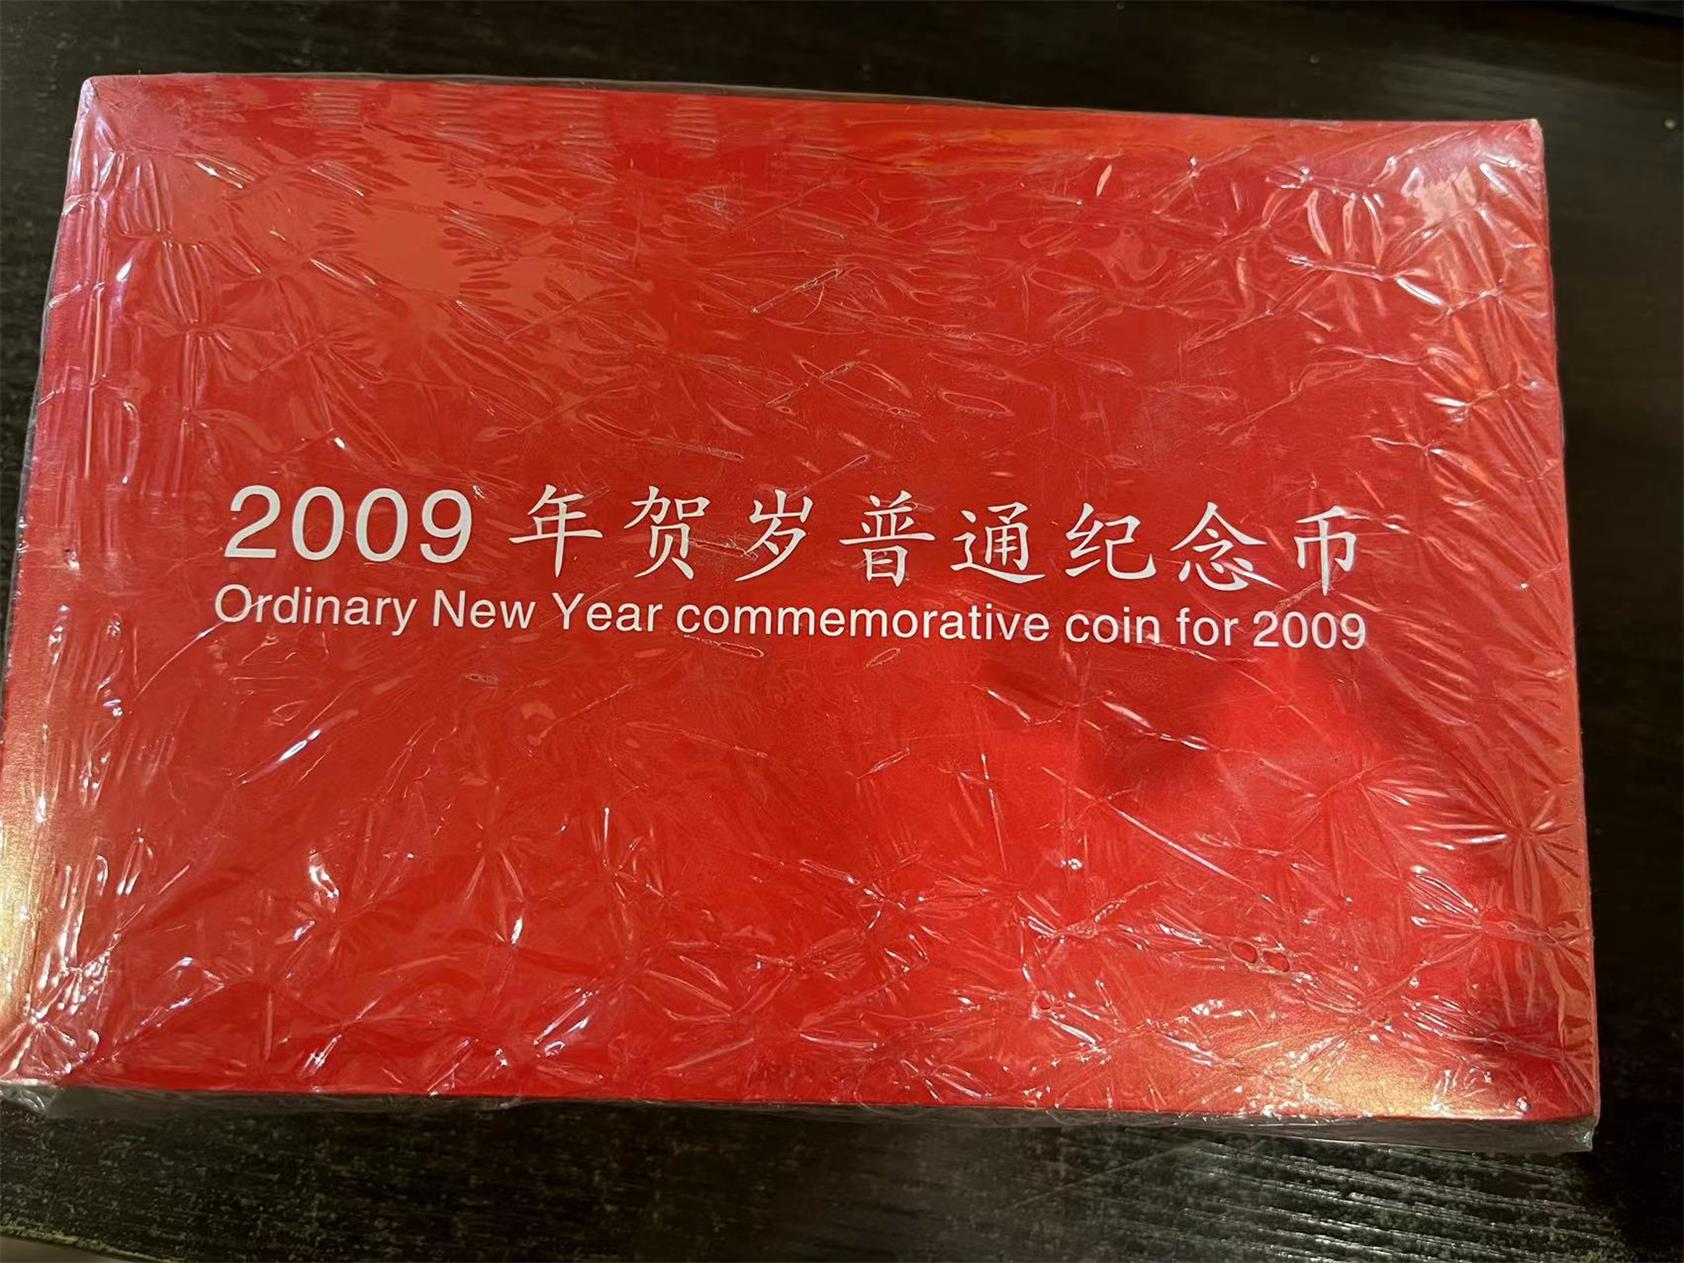 2009 年贺岁普通纪念币
Ordinary New Year commemorative coin for 2009